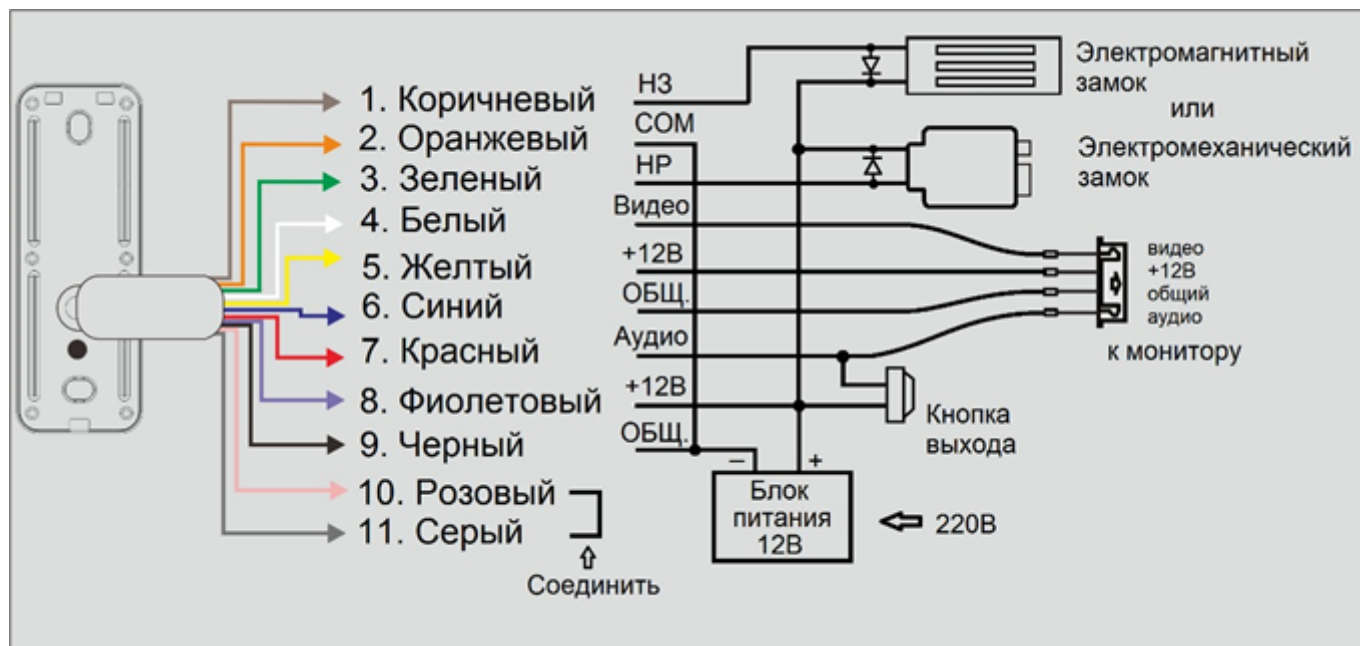 1. Коричневый
2. Оранжевый
3. Зеленый
4. Белый
5. Желтый
6. Синий
7. Красный
8. Фиолетовый
9. Черный
10. Розовый
11. Серый
Соединить
НЗ
COM
НР
Видео
+12В
ОБЩ.
Аудио
+12В
ОБЩ.
Электромагнитный
замок
или
Электромеханический
замок
видео
+12В
общий
аудио
к монитору
Кнопка
выхода
– +
Блок
питания
12В
220В